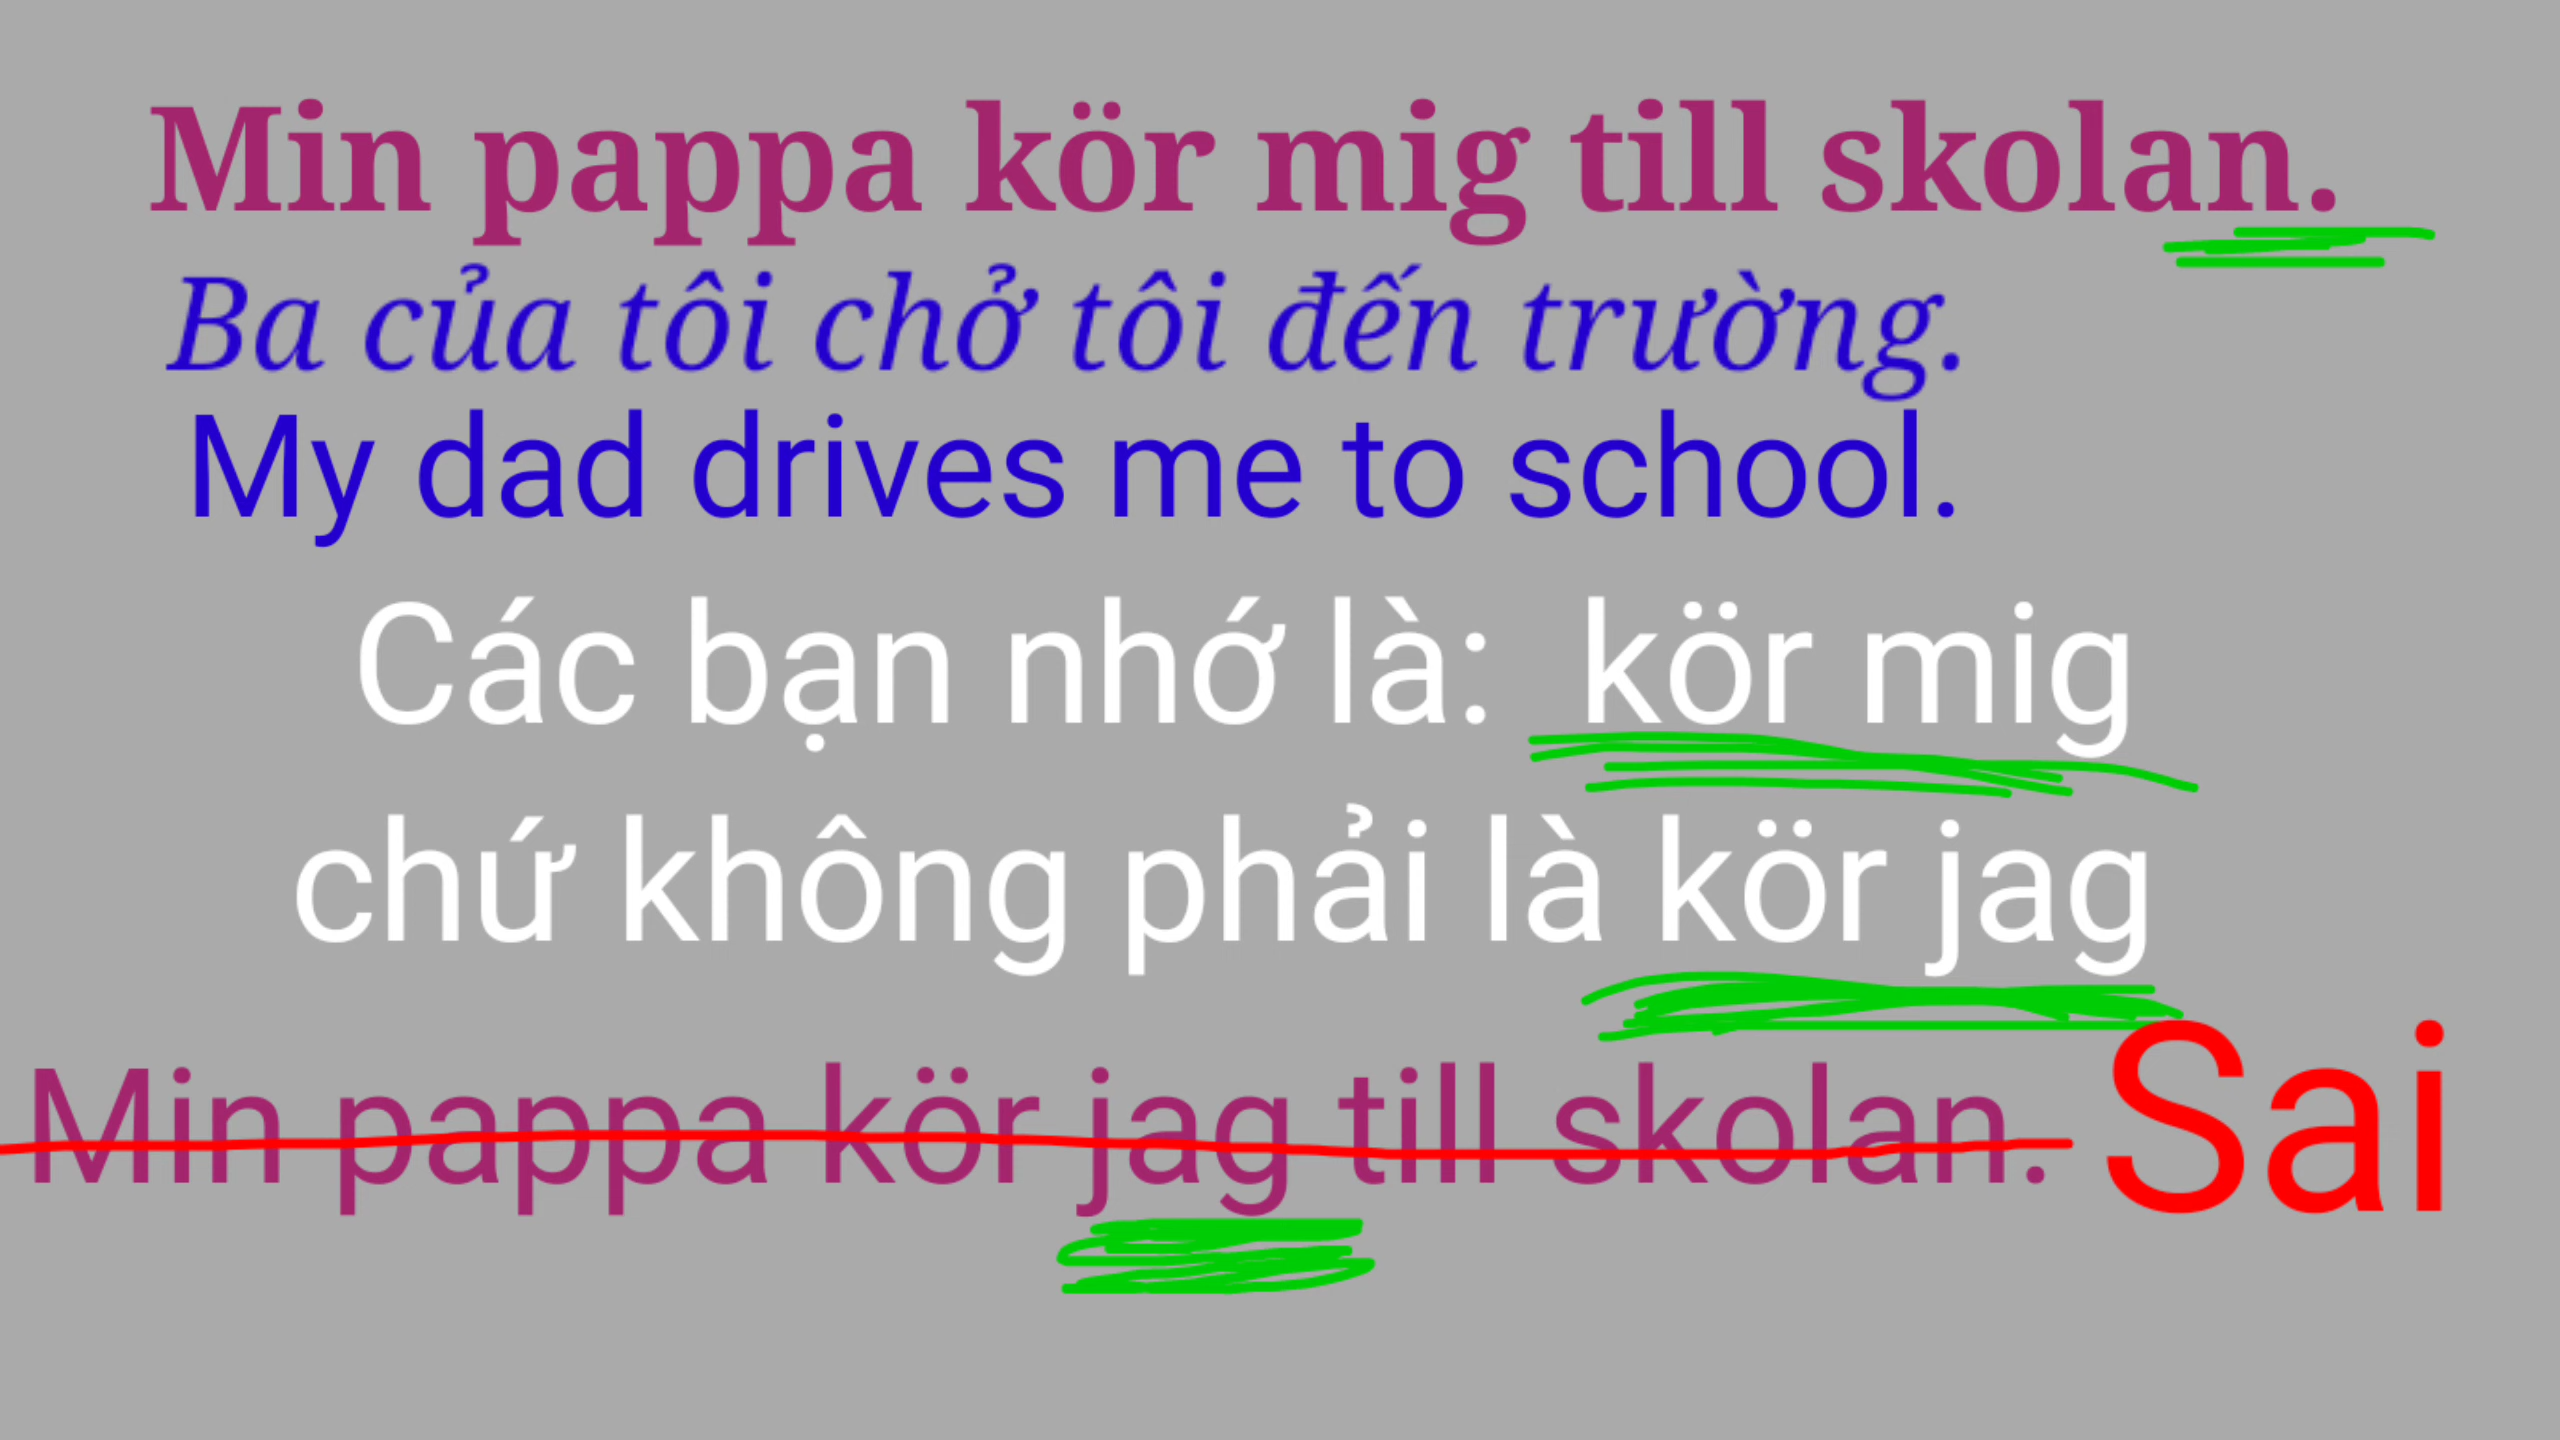 Min pappa kör mig till skolan.
Ba của tôi chở tôi đến trường.
My dad drives me to school.
Các bạn nhớ là: kör mig
chứ không phải là kör jag
Min pappa kör jag till skolan. Sai